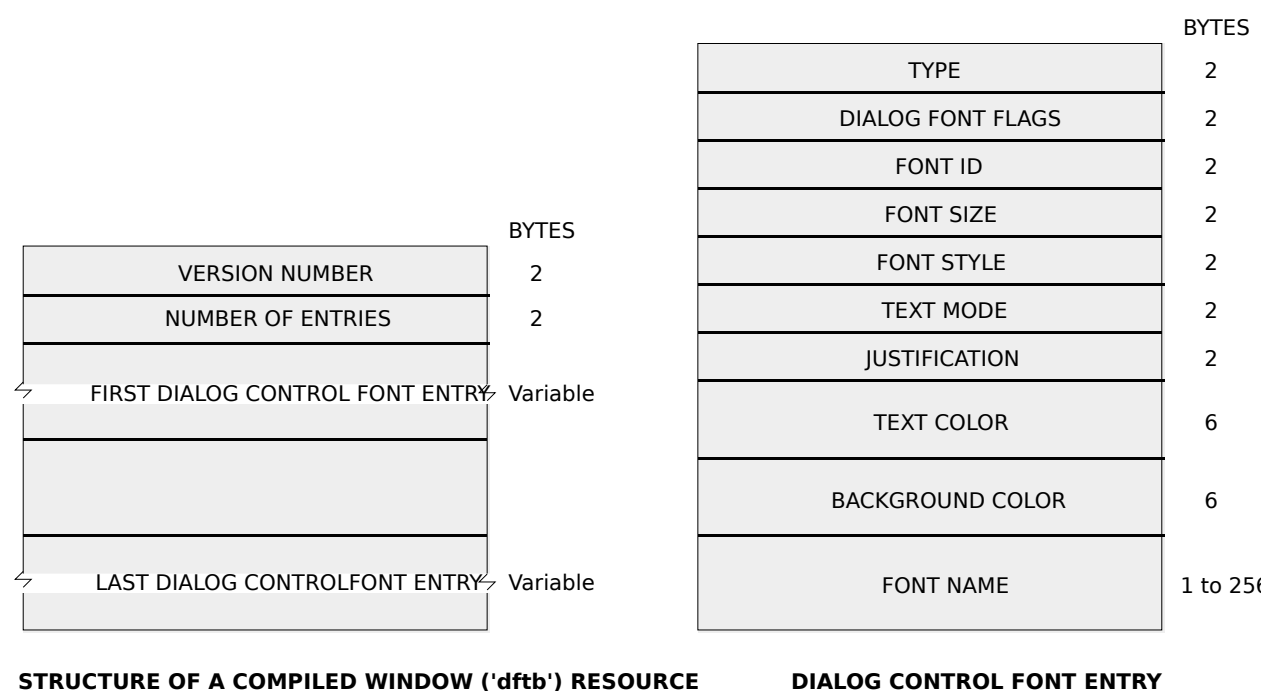 BYTES
VERSION NUMBER 2
NUMBER OF ENTRIES 2
FIRST DIALOG CONTROL FONT ENTRY Variable
LAST DIALOG CONTROLFONT ENTRY Variable
STRUCTURE OF A COMPILED WINDOW ('dftb') RESOURCE
BYTES
TYPE 2
DIALOG FONT FLAGS 2
FONT ID 2
FONT SIZE 2
FONT STYLE 2
TEXT MODE 2
JUSTIFICATION 2
TEXT COLOR 6
BACKGROUND COLOR 6
FONT NAME 1 to 256
DIALOG CONTROL FONT ENTRY